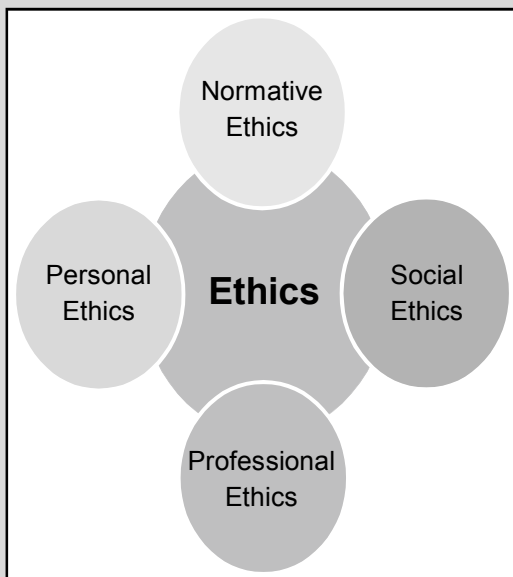 Normative
Ethics
Personal
Ethics
Ethics
Social
Ethics
Professional
Ethics